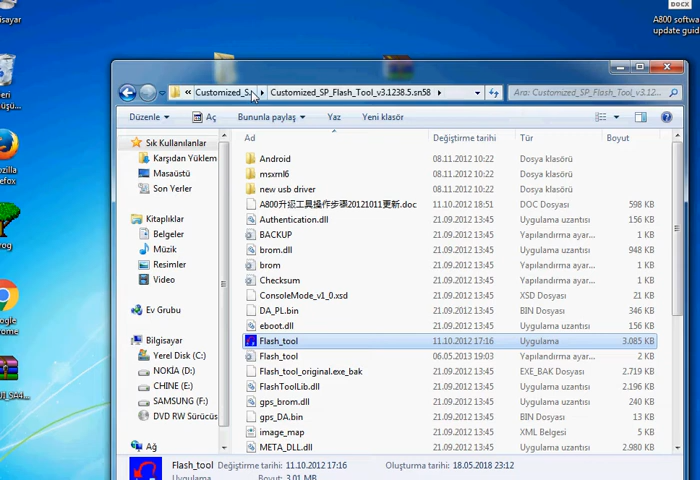 DOCX
isayar
A800 softwa
update guid
Customized_S...
Customized_SP_Flash_Tool_v3.1238.5.sn58
Ara: Customized_SP_Flash_Tool_v3.12...
Düzenle
Aç
Bununla paylaş
Yaz
Yeni klasör
eri
üşü...
ozilla
efox
rog
ogle
ome
JI_SA4...
Sık Kullanılanlar
Karşıdan Yüklem
Masaüstü
Son Yerler
Kitaplıklar
Belgeler
Müzik
Resimler
Video
Ev Grubu
Bilgisayar
Yerel Disk (C:)
NOKİA (D:)
CHINE (E:)
SAMSUNG (F:)
DVD RW Sürücüs
Ağ
Ad Değiştirme tarihi Tür Boyut
Android 08.11.2012 10:22 Dosya klasörü
msxml6 08.11.2012 10:22 Dosya klasörü
new usb driver 08.11.2012 10:22 Dosya klasörü
A800升级工具操作步骤20121011更新.doc 11.10.2012 18:51 DOC Dosyası 598 KB
Authentication.dll 21.09.2012 13:45 Uygulama uzantısı 156 KB
BACKUP 21.09.2012 13:45 Yapılandırma ayar... 1 KB
brom.dll 21.09.2012 13:45 Uygulama uzantısı 948 KB
brom 21.09.2012 13:45 Yapılandırma ayar... 1 KB
Checksum 21.09.2012 13:45 Yapılandırma ayar... 1 KB
ConsoleMode_v1_0.xsd 21.09.2012 13:45 XSD Dosyası 21 KB
DA_PL.bin 21.09.2012 13:45 BIN Dosyası 346 KB
eboot.dll 21.09.2012 13:45 Uygulama uzantısı 156 KB
Flash_tool 11.10.2012 17:16 Uygulama 3.085 KB
Flash_tool 06.05.2013 19:03 Yapılandırma ayar... 2 KB
Flash_tool_original.exe_bak 21.09.2012 13:45 EXE_BAK Dosyası 2.719 KB
FlashToolLib.dll 21.09.2012 13:45 Uygulama uzantısı 2.196 KB
gps_brom.dll 21.09.2012 13:45 Uygulama uzantısı 240 KB
gps_DA.bin 21.09.2012 13:45 BIN Dosyası 13 KB
image_map 21.09.2012 13:45 XML Belgesi 5 KB
META_DLL.dll 21.09.2012 13:45 Uygulama uzantısı 2.980 KB
Flash_tool Değiştirme tarihi: 11.10.2012 17:16 Oluşturma tarihi: 18.05.2018 23:12
Uygulama Boyut: 3,01 MB